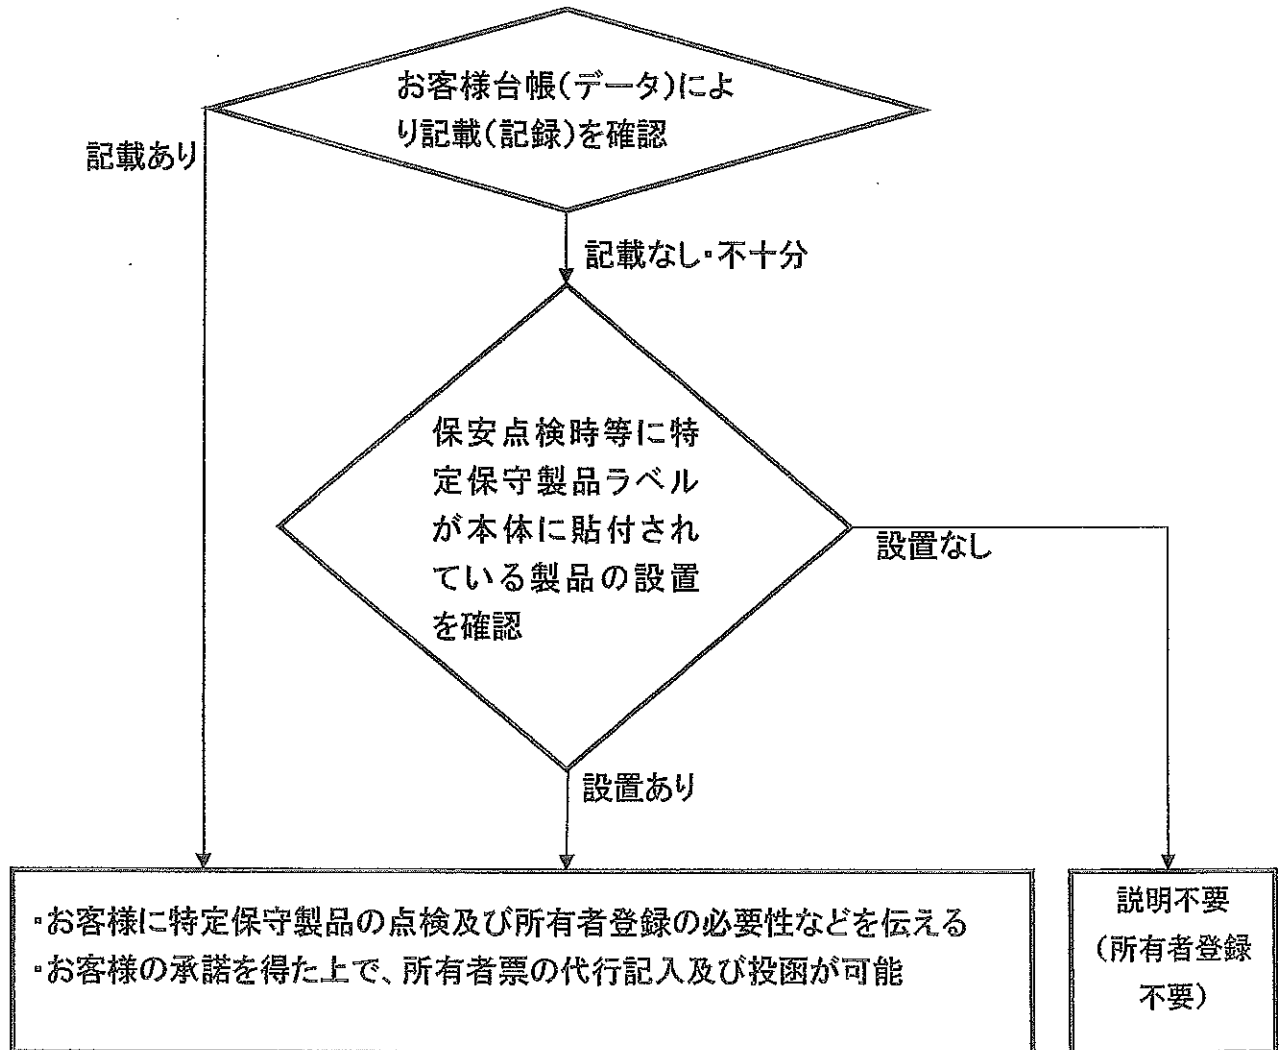 お客様台帳(データ)によ
り記載(記録)を確認
記載あり
記載なし・不十分
保安点検時等に特
定保守製品ラベル
が本体に貼付され
ている製品の設置
を確認
設置なし
設置あり
・お客様に特定保守製品の点検及び所有者登録の必要性などを伝える
・お客様の承諾を得た上で、所有者票の代行記入及び投函が可能
説明不要
(所有者登録
不要)